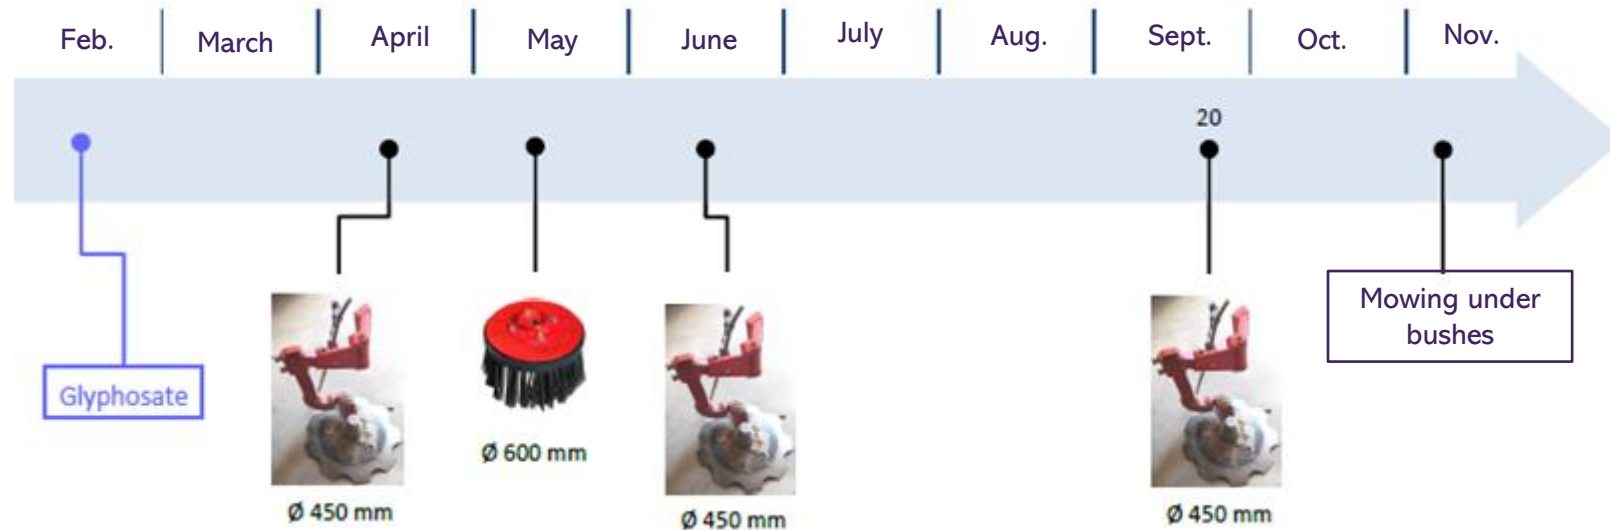 Feb.
March
April
May
June
July
Aug.
Sept.
Oct.
Nov.
20
Glyphosate
Ø 450 mm
Ø 600 mm
Ø 450 mm
Ø 450 mm
Mowing under
bushes